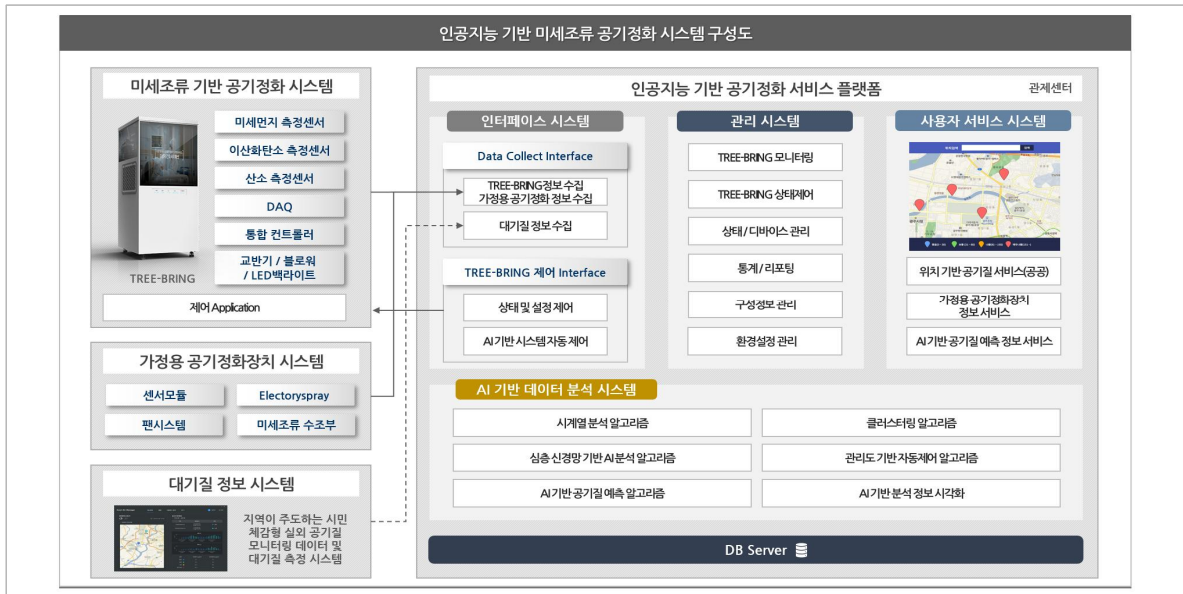 인공지능 기반 미세조류 공기정화 시스템 구성도
미세조류 기반 공기정화 시스템
미세먼지 측정센서
이산화탄소 측정센서
산소 측정센서
DAQ
통합 컨트롤러
교반기 / 블로워
/ LED백라이트
TREE-BRING
제어 Application
가정용 공기정화장치 시스템
센서모듈
Electoryspray
팬시스템
미세조류 수조부
대기질 정보 시스템
지역이 주도하는 시민
체감형 실외 공기질
모니터링 데이터 및
대기질 측정 시스템
인공지능 기반 공기정화 서비스 플랫폼
관제센터
인터페이스 시스템
Data Collect Interface
TREE-BRING정보 수집
가정용 공기정화 정보 수집
대기질 정보 수집
TREE-BRING 제어 Interface
상태 및 설정 제어
AI 기반 시스템 자동 제어
관리 시스템
TREE-BRING 모니터링
TREE-BRING 상태제어
상태 / 디바이스 관리
통계 / 리포팅
구성정보 관리
환경설정 관리
사용자 서비스 시스템
위치 기반 공기질 서비스(공공)
가정용 공기정화장치
정보 서비스
AI 기반 공기질 예측 정보 서비스
AI 기반 데이터 분석 시스템
시계열 분석 알고리즘
클러스터링 알고리즘
심층 신경망 기반 AI 분석 알고리즘
관리도 기반 자동제어 알고리즘
AI 기반 공기질 예측 알고리즘
AI 기반 분석 정보 시각화
DB Server